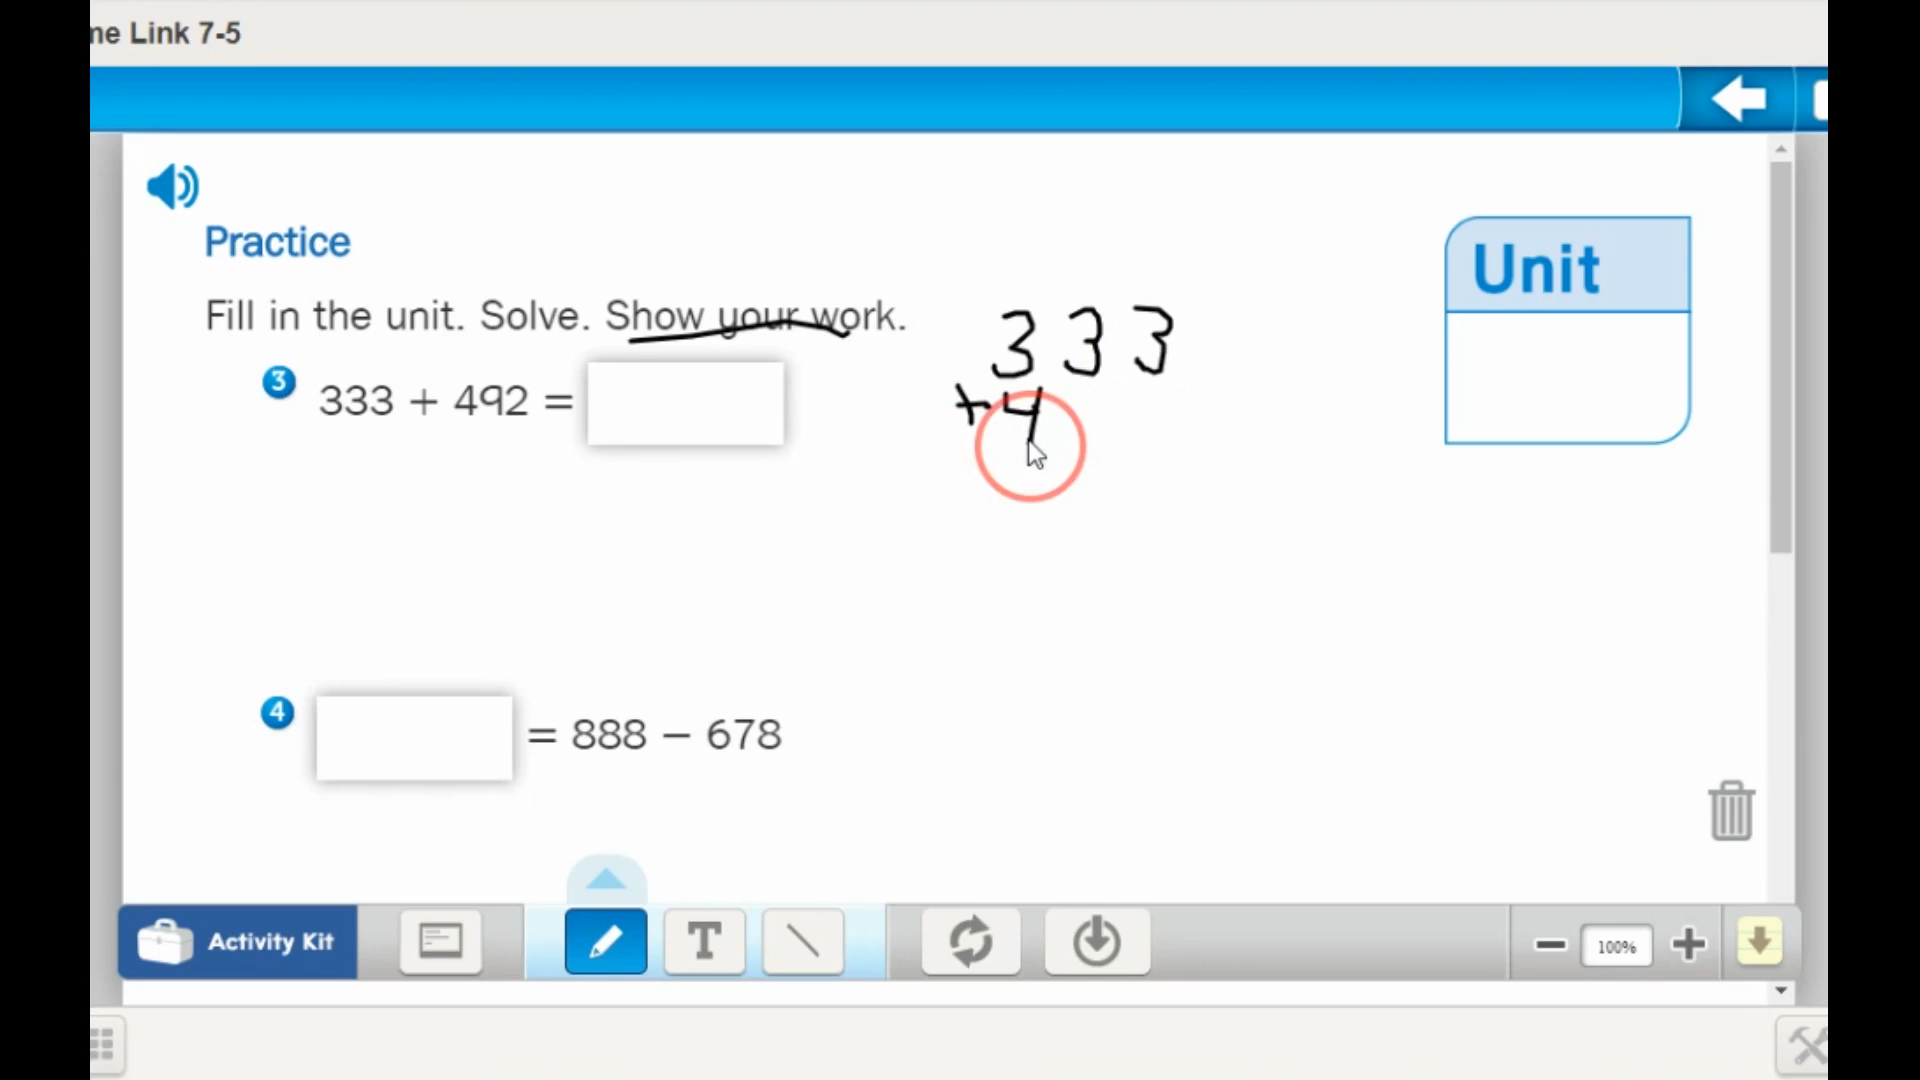 me Link 7-5
Practice
Unit
Fill in the unit. Solve. Show your work.
333
3 333 + 492 =
+4
4 = 888 − 678
Activity Kit
T
100%